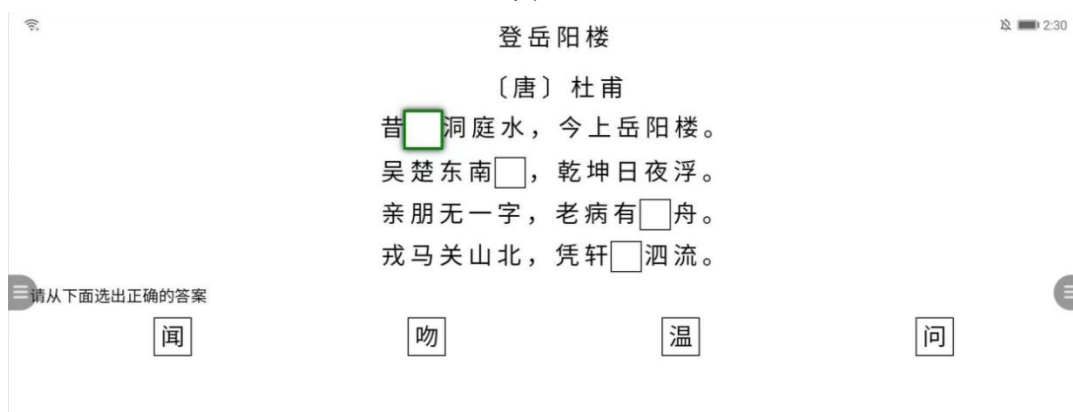 2:30
登岳阳楼
〔唐〕杜甫
昔 洞庭水，今上岳阳楼。
吴楚东南 ，乾坤日夜浮。
亲朋无一字，老病有 舟。
戎马关山北，凭轩 泗流。
请从下面选出正确的答案
闻 吻 温 问